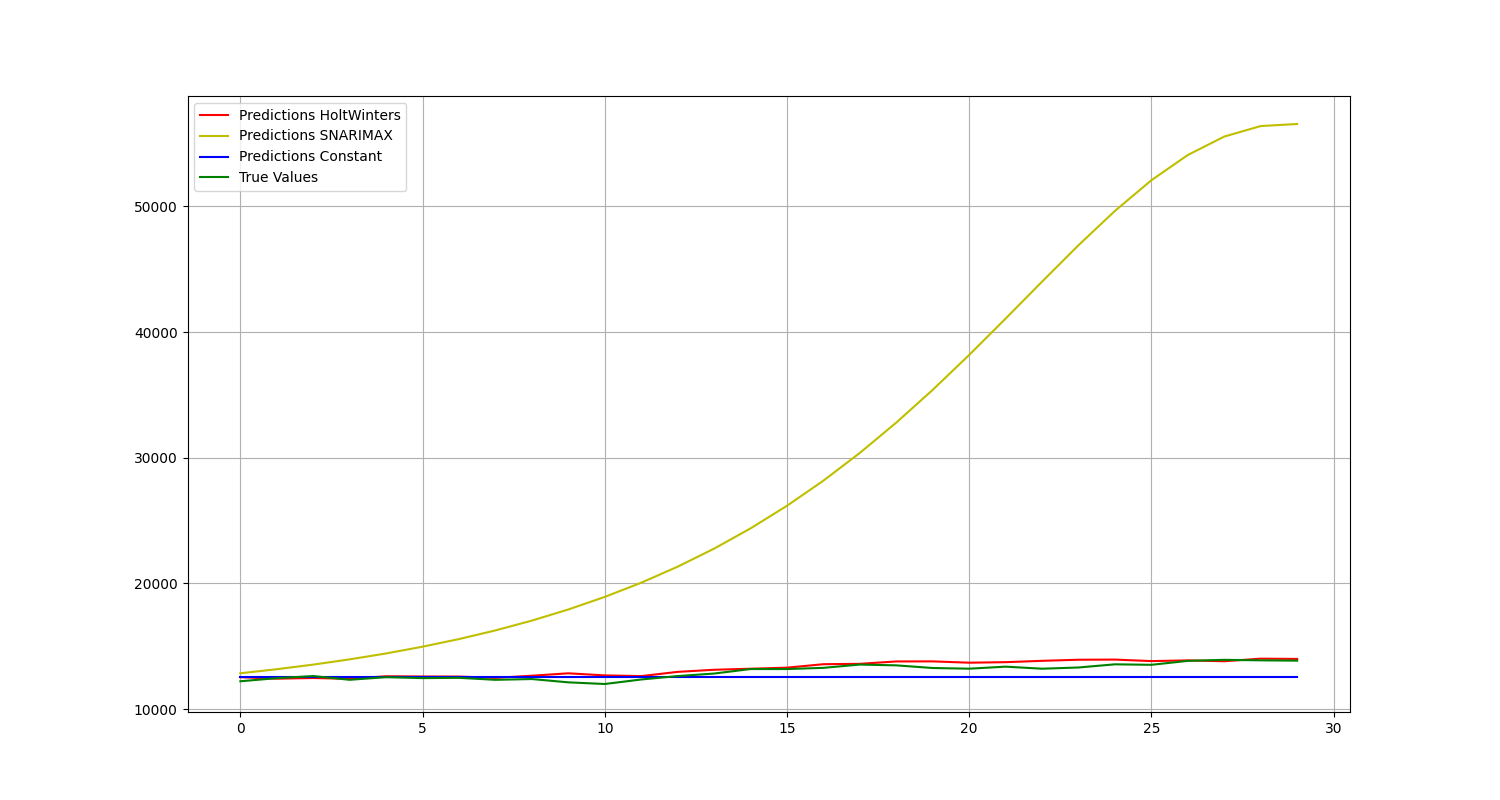 Predictions HoltWinters
Predictions SNARIMAX
Predictions Constant
True Values
50000
40000
30000
20000
10000
0 5 10 15 20 25 30